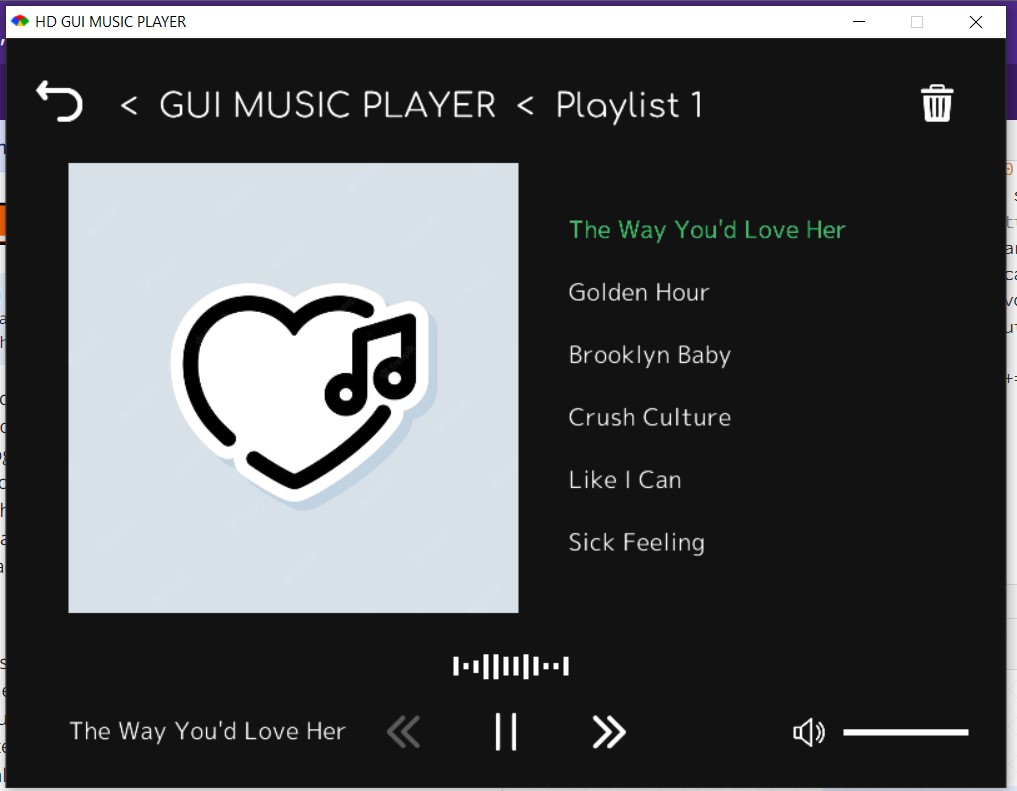 HD GUI MUSIC PLAYER
< GUI MUSIC PLAYER < Playlist 1
The Way You'd Love Her
Golden Hour
Brooklyn Baby
Crush Culture
Like I Can
Sick Feeling
The Way You'd Love Her